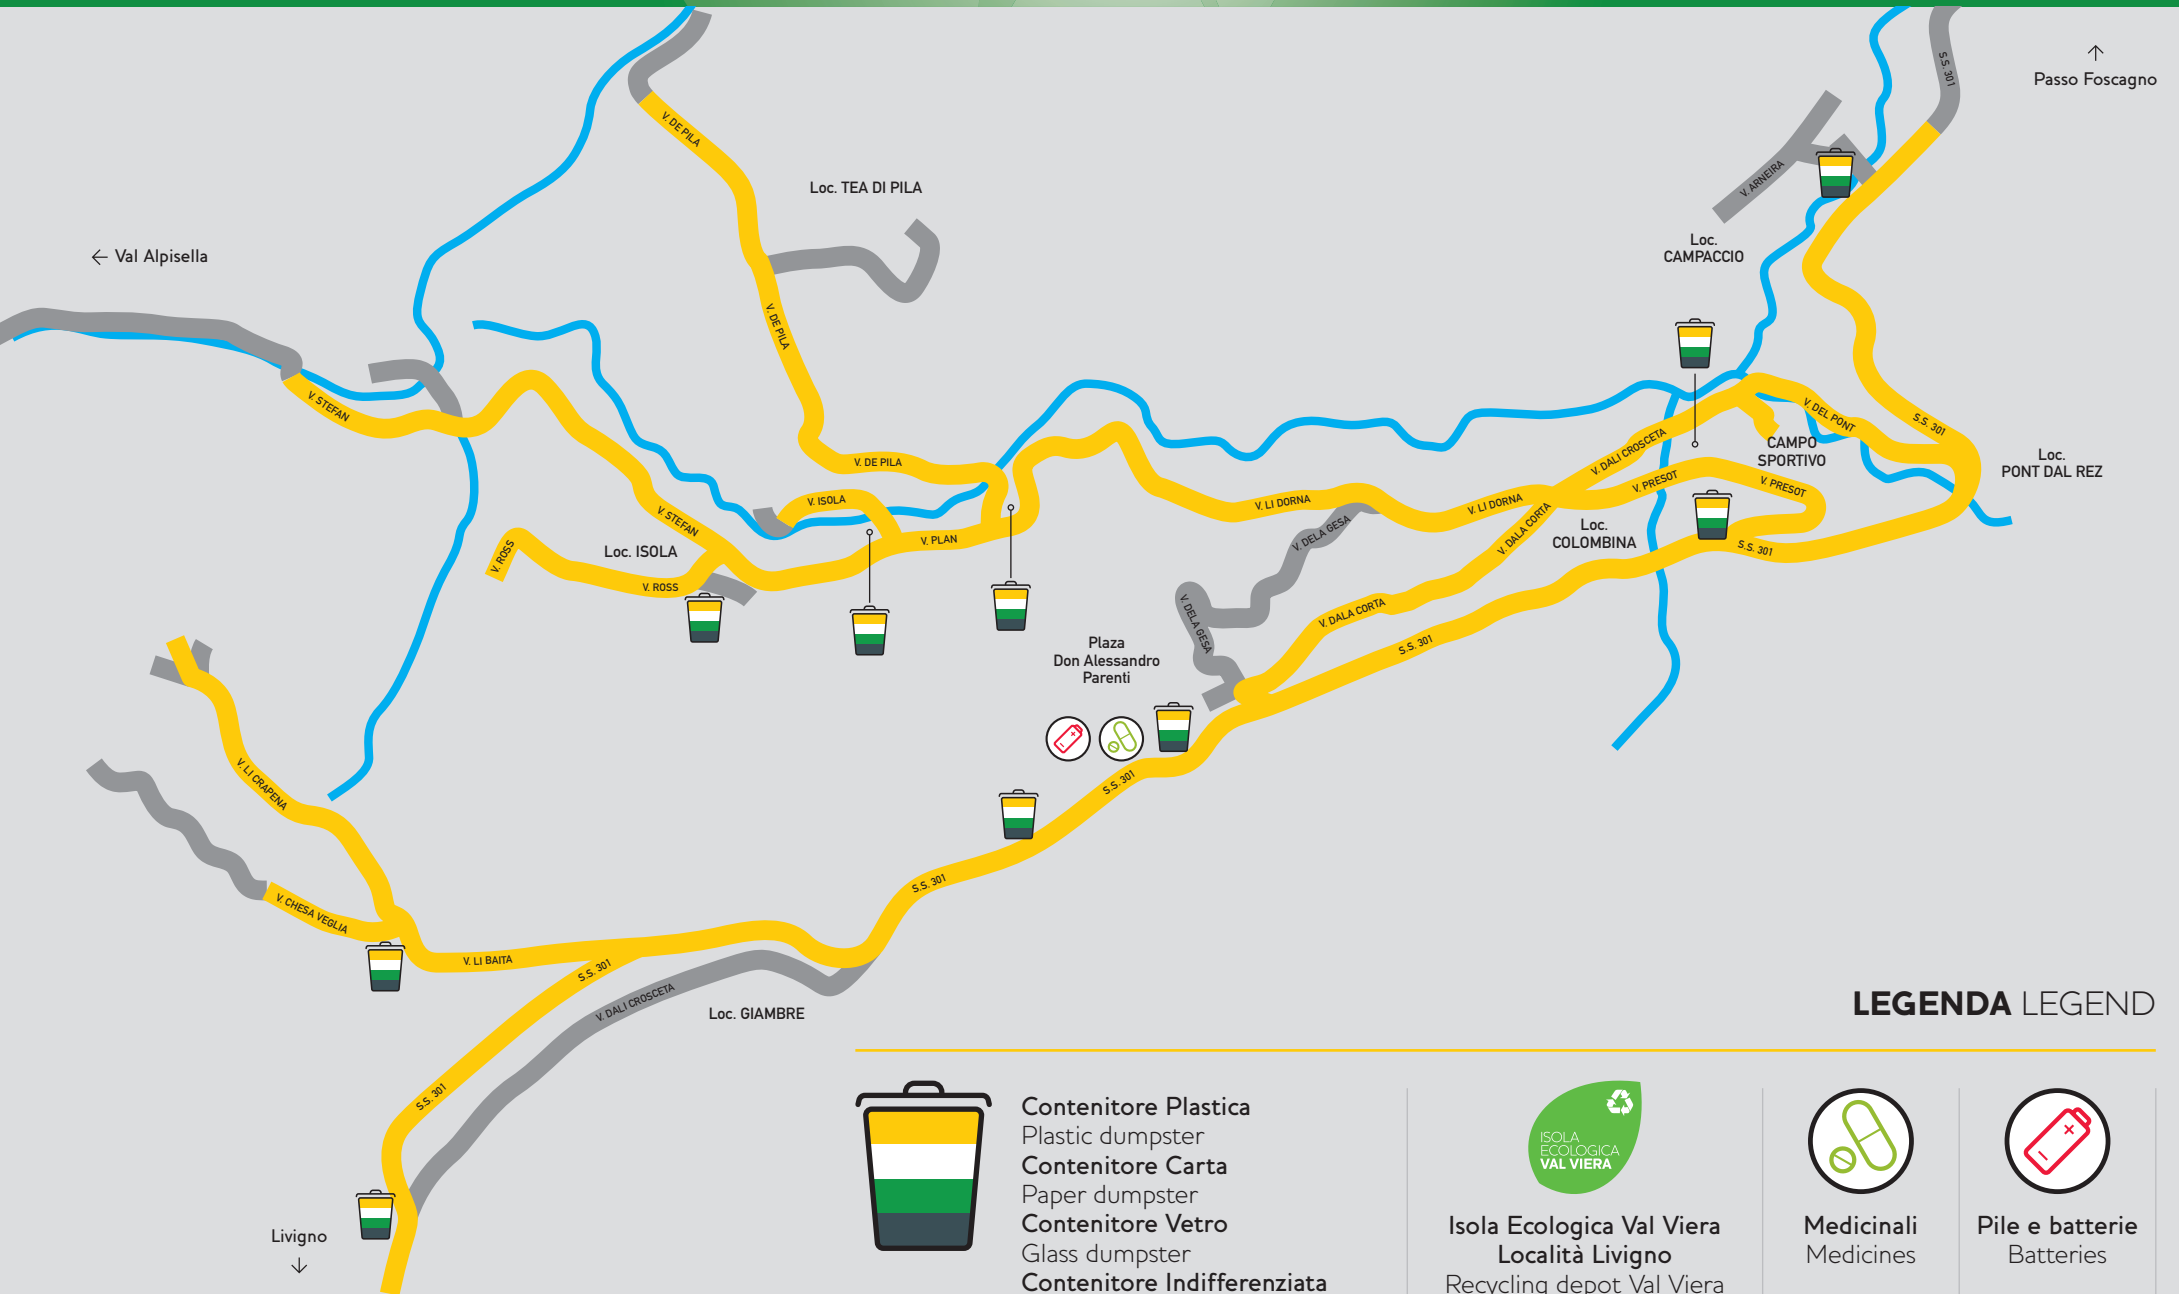 S.S. 301
↑
Passo Foscagno
V. DE PILA
V. ARNEIRA
Loc. TEA DI PILA
Loc.
CAMPACCIO
← Val Alpisella
V. DE PILA
V. STEFAN
V. DEL PONT
S.S. 301
V. DALI CROSCETA
CAMPO
SPORTIVO
Loc.
PONT DAL REZ
V. DE PILA
V. PRESOT
V. PRESOT
V. ISOLA
V. LI DORNA
V. LI DORNA
V. STEFAN
V. DELA GESA
V. DALA CORTA
Loc.
COLOMBINA
V. PLAN
S.S. 301
V. ROSS
Loc. ISOLA
V. ROSS
V. DELA GESA
V. DALA CORTA
S.S. 301
Plaza
Don Alessandro
Parenti
V. LI CRAPENA
S.S. 301
S.S. 301
V. CHESA VEGLIA
V. LI BAITA
S.S. 301
V. DALI CROSCETA
Loc. GIAMBRE
S.S. 301
Livigno
↓
LEGENDA LEGEND
Contenitore Plastica
Plastic dumpster
Contenitore Carta
Paper dumpster
Contenitore Vetro
Glass dumpster
Contenitore Indifferenziata
ISOLA
ECOLOGICA
VAL VIERA
Isola Ecologica Val Viera
Località Livigno
Recycling depot Val Viera
Medicinali
Medicines
Pile e batterie
Batteries